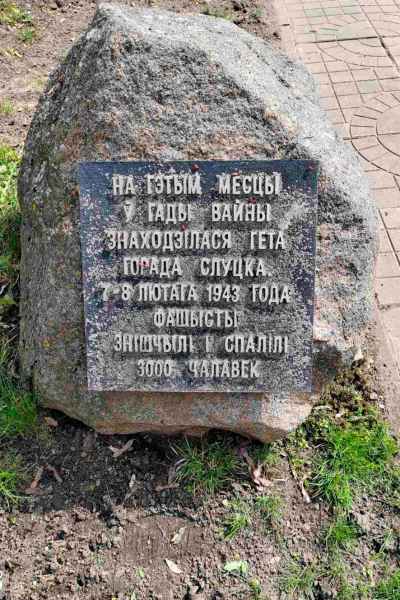 НА ГЭТЫМ МЕСЦЫ
Ў ГАДЫ ВАЙНЫ
ЗНАХОДЗІЛАСЯ ГЕТА
ГОРАДА СЛУЦКА.
7-8 ЛЮТАГА 1943 ГОДА
ФАШЫСТЫ
ЗНІШЧЫЛІ І СПАЛІЛІ
3000 ЧАЛАВЕК